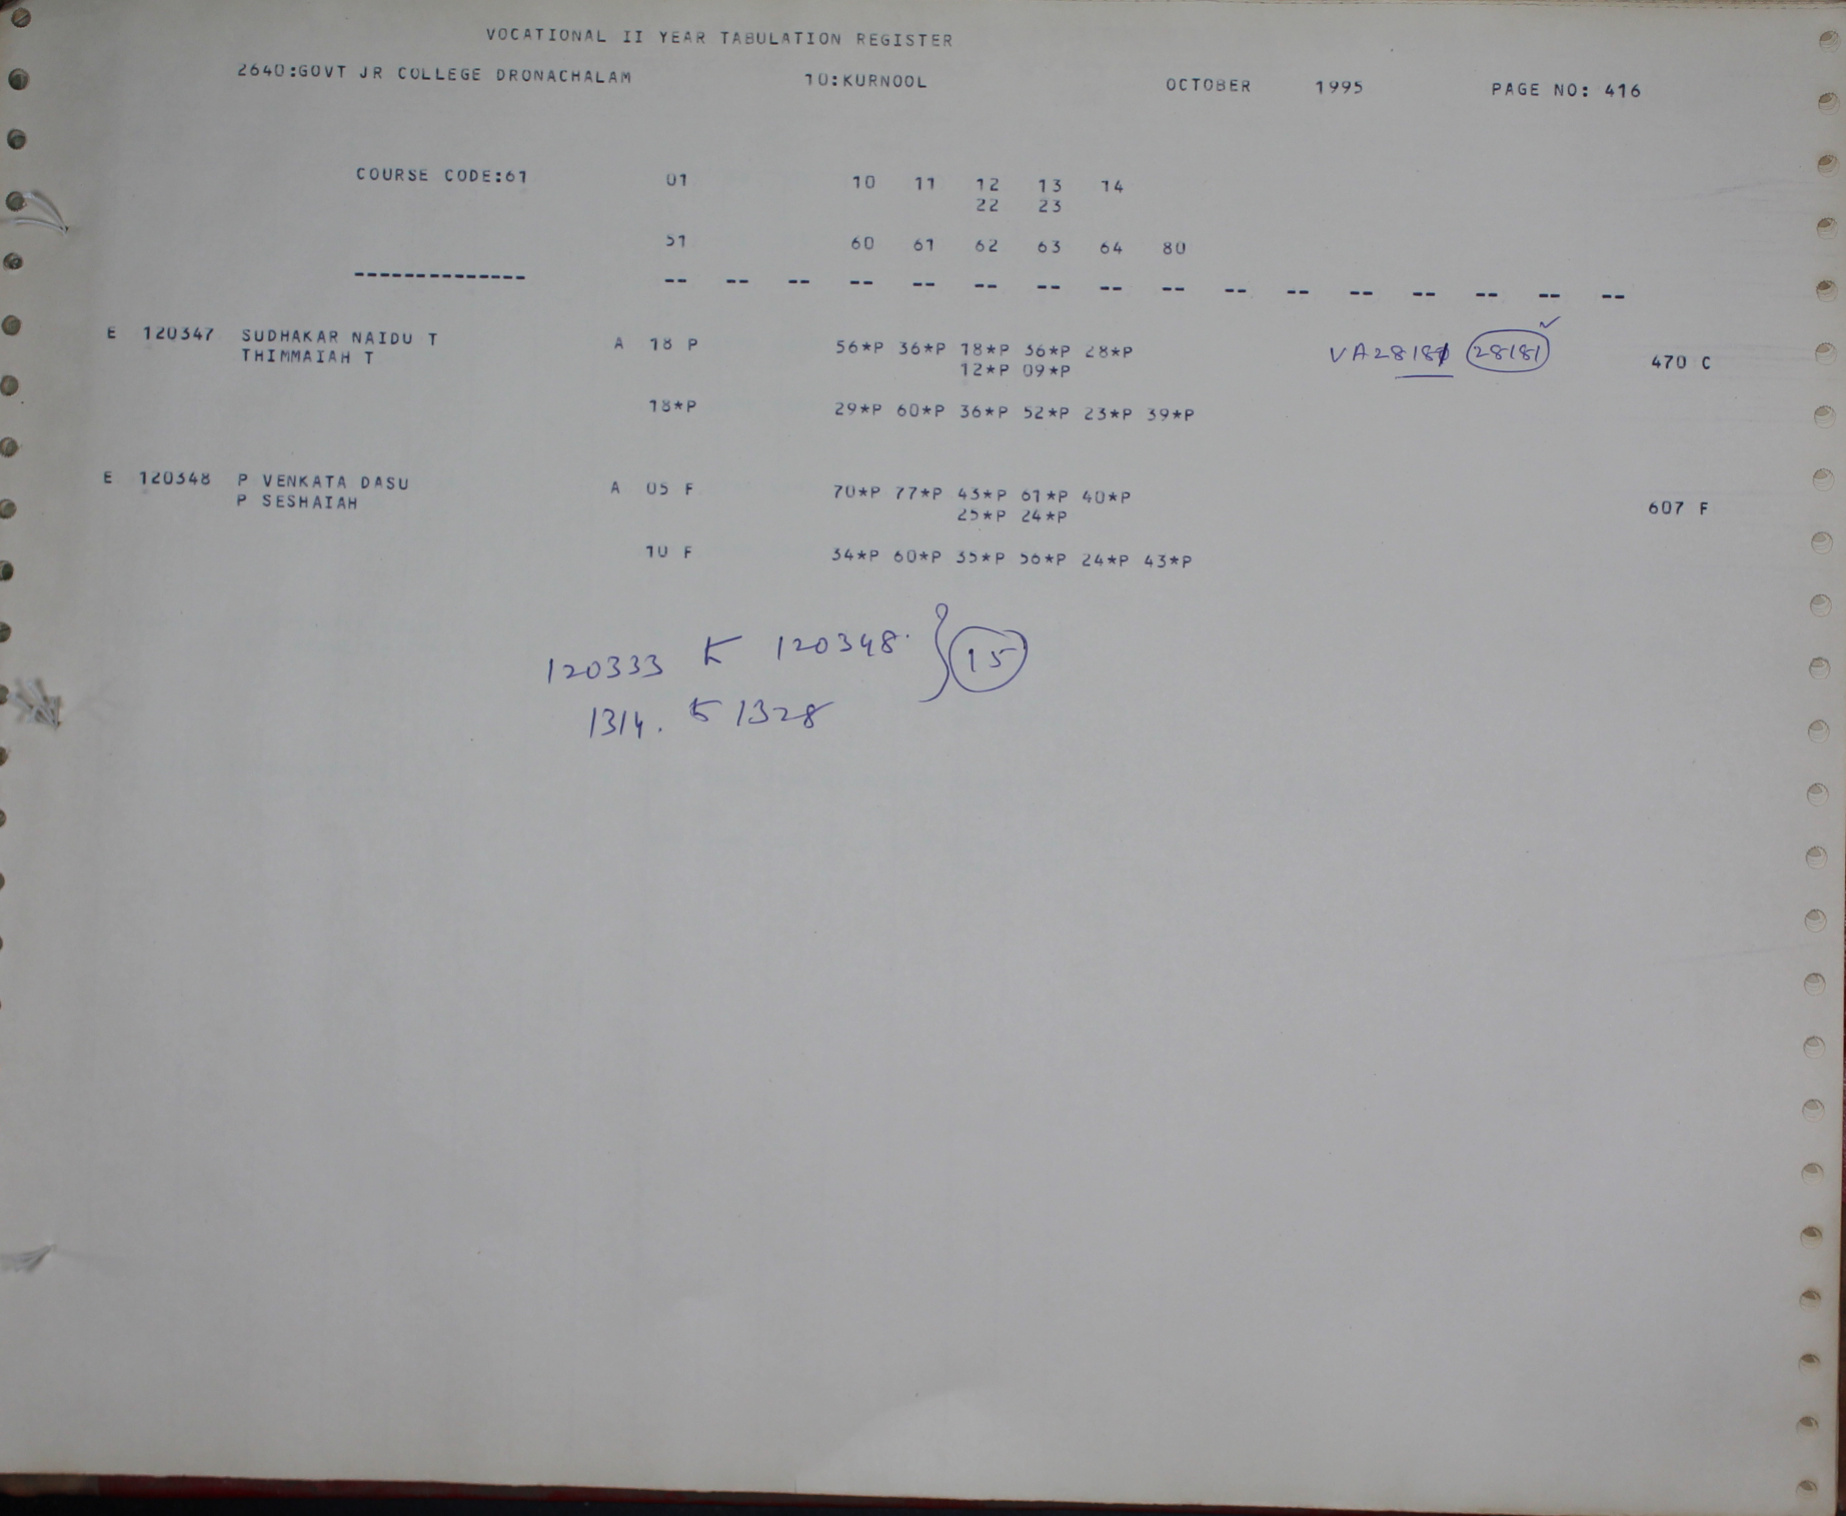 VOCATIONAL II YEAR TABULATION REGISTER
2640:GOVT JR COLLEGE DRONACHALAM 10:KURNOOL OCTOBER 1995 PAGE NO: 416
COURSE CODE:61 01 10 11 12 13 14
22 23
51 60 61 62 63 64 80
-------------- -- -- -- -- -- -- -- -- -- -- -- -- -- -- -- --
E 120347 SUDHAKAR NAIDU T A 18 P 56*P 36*P 18*P 36*P 28*P VA28181 28181 ✓ 470 C
THIMMAIAH T 12*P 09*P
18*P 29*P 60*P 36*P 52*P 23*P 39*P
E 120348 P VENKATA DASU A 05 F 70*P 77*P 43*P 61*P 40*P 607 F
P SESHAIAH 25*P 24*P
10 F 34*P 60*P 35*P 56*P 24*P 43*P
120333 to 120348. } 15
1314. to 1328